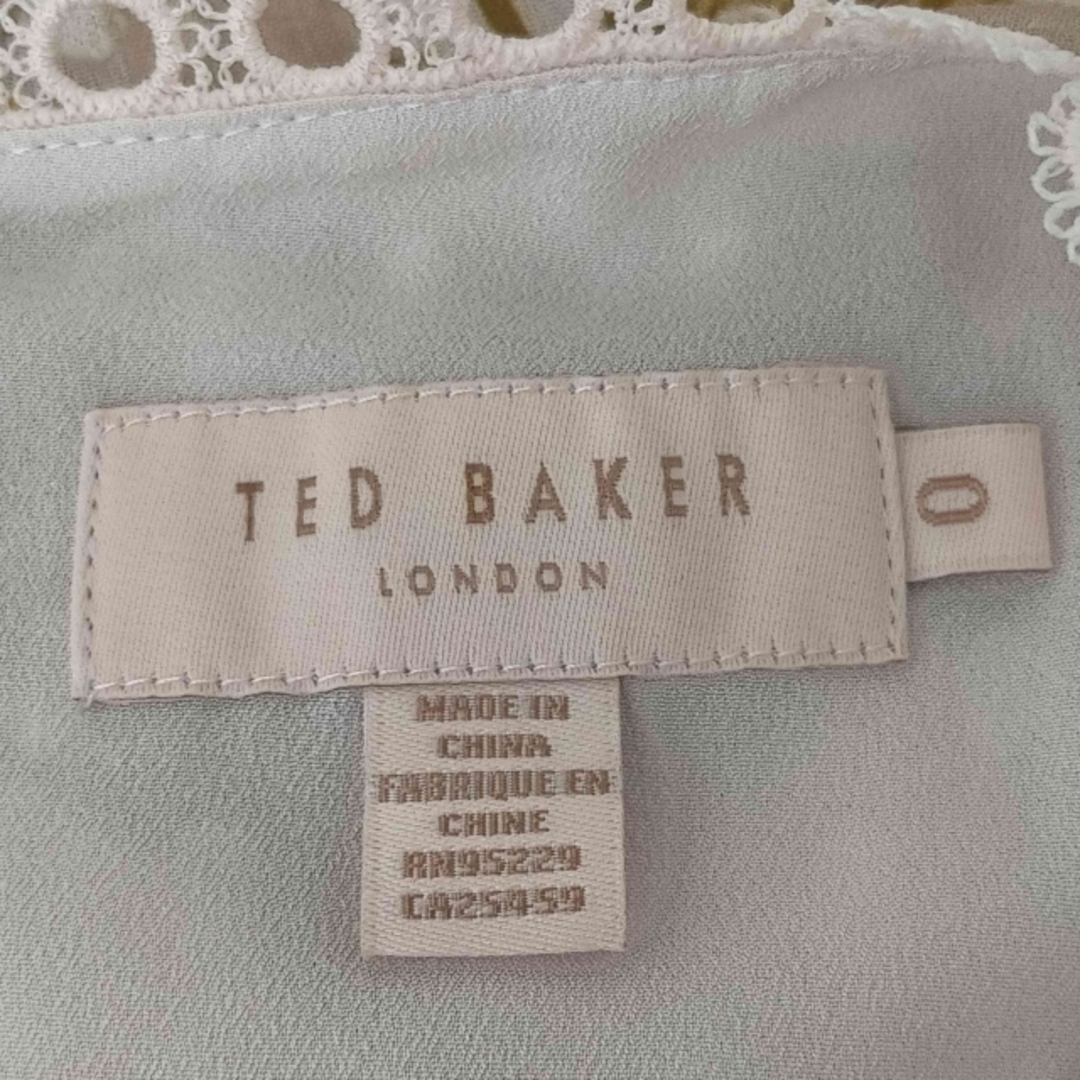 TED BAKER
LONDON
0
MADE IN
CHINA
FABRIQUE EN
CHINE
RN95229
CA25459